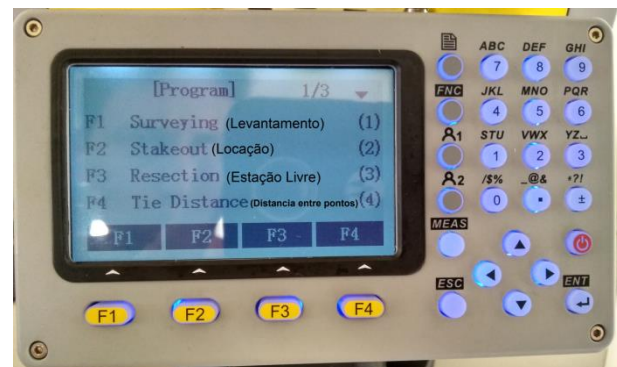 [Program] 1/3
F1 Surveying (Levantamento) (1)
F2 Stakeout (Locação) (2)
F3 Resection (Estação Livre) (3)
F4 Tie Distance (Distancia entre pontos) (4)
F1 F2 F3 F4
F1 F2 F3 F4
ABC DEF GHI
7 8 9
FNC JKL MNO PQR
4 5 6
1 STU VWX YZ
1 2 3
2 /$% _@& *?!
0 . ±
MEAS
ESC ENT